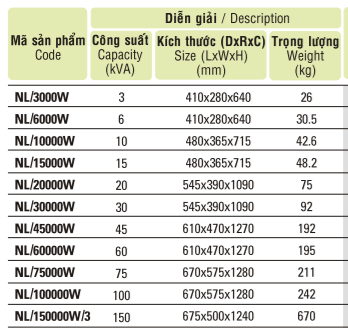 Diễn giải / Description
Mã sản phẩm Công suất Kích thước (DxRxC) Trọng lượng
Code Capacity Size (LxWxH) Weight
(kVA) (mm) (kg)
NL/3000W 3 410x280x640 26
NL/6000W 6 410x280x640 30.5
NL/10000W 10 480x365x715 42.6
NL/15000W 15 480x365x715 48.2
NL/20000W 20 545x390x1090 75
NL/30000W 30 545x390x1090 92
NL/45000W 45 610x470x1270 192
NL/60000W 60 610x470x1270 195
NL/75000W 75 670x575x1280 211
NL/100000W 100 670x575x1280 242
NL/150000W/3 150 675x500x1240 670